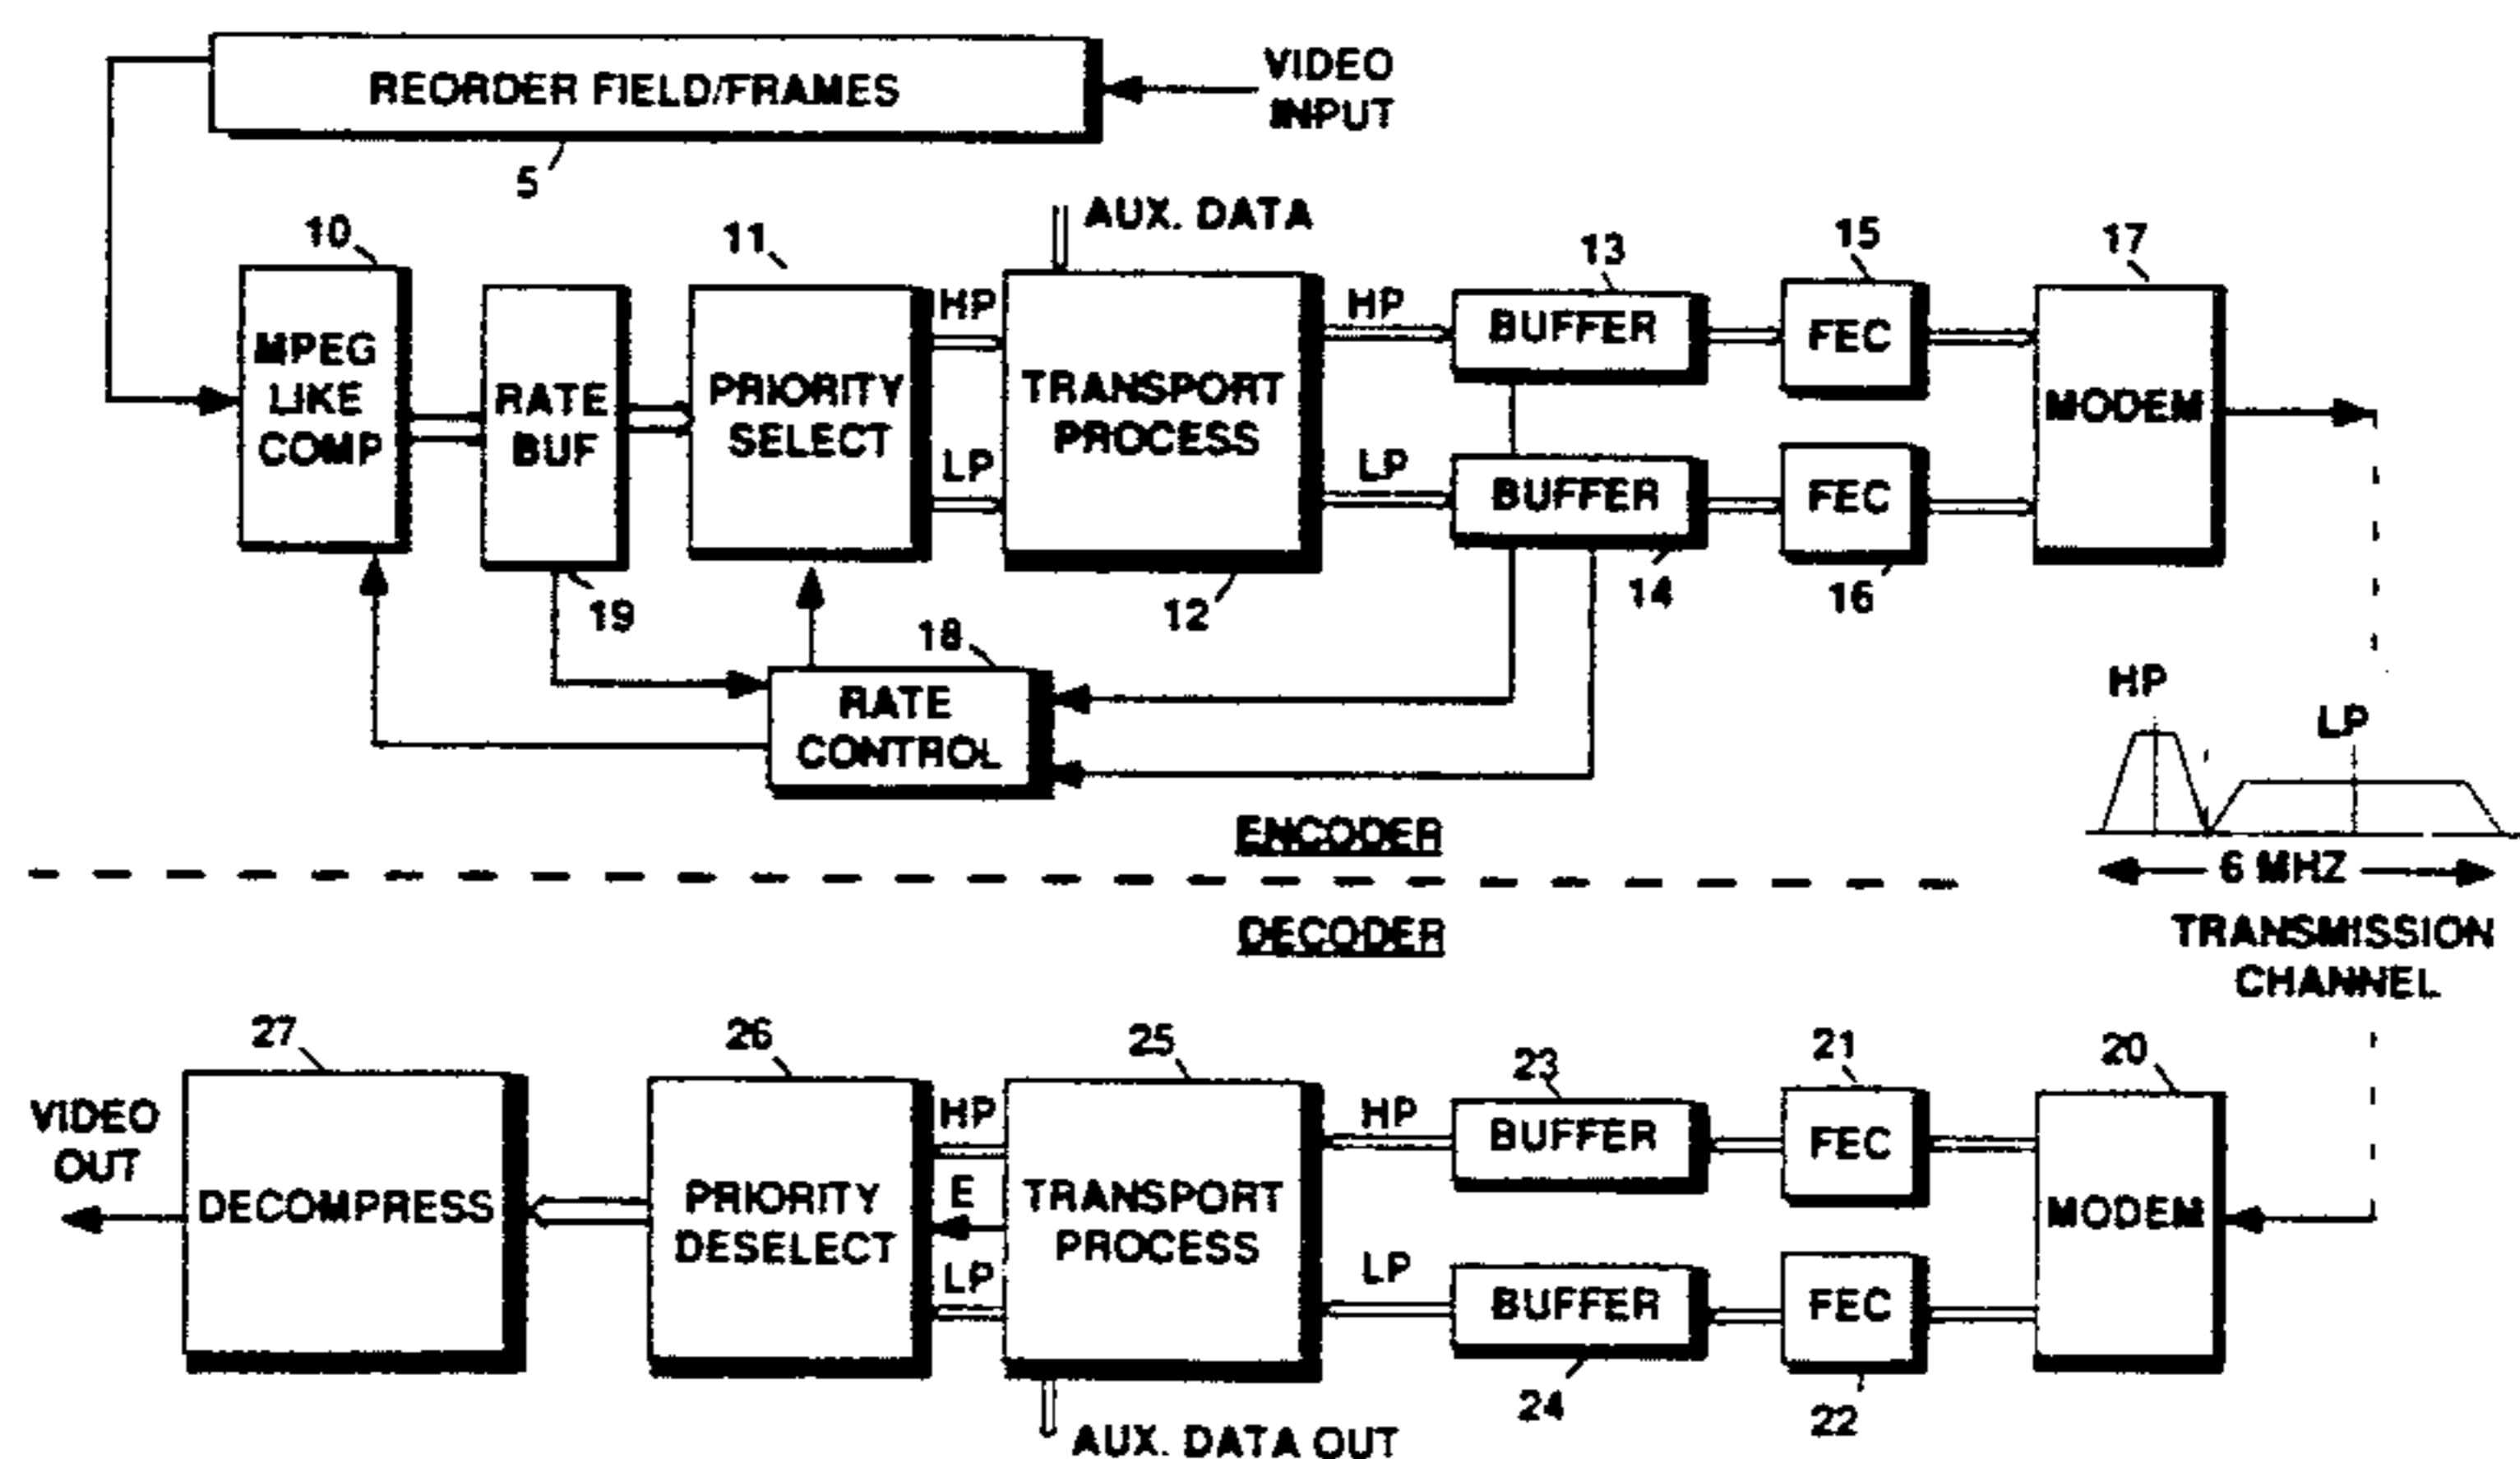 REORDER FIELD/FRAMES
VIDEO
INPUT
5
AUX. DATA
10
11
13
15
17
MPEG
LIKE
COMP
RATE
BUF
PRIORITY
SELECT
HP
LP
TRANSPORT
PROCESS
HP
LP
BUFFER
BUFFER
FEC
FEC
MODEM
19
12
14
16
18
RATE
CONTROL
HP
LP
6 MHZ
TRANSMISSION
CHANNEL
ENCODER
DECODER
27
26
25
23
21
20
VIDEO
OUT
DECOMPRESS
PRIORITY
DESELECT
HP
E
LP
TRANSPORT
PROCESS
HP
LP
BUFFER
BUFFER
FEC
FEC
MODEM
24
22
AUX. DATA OUT